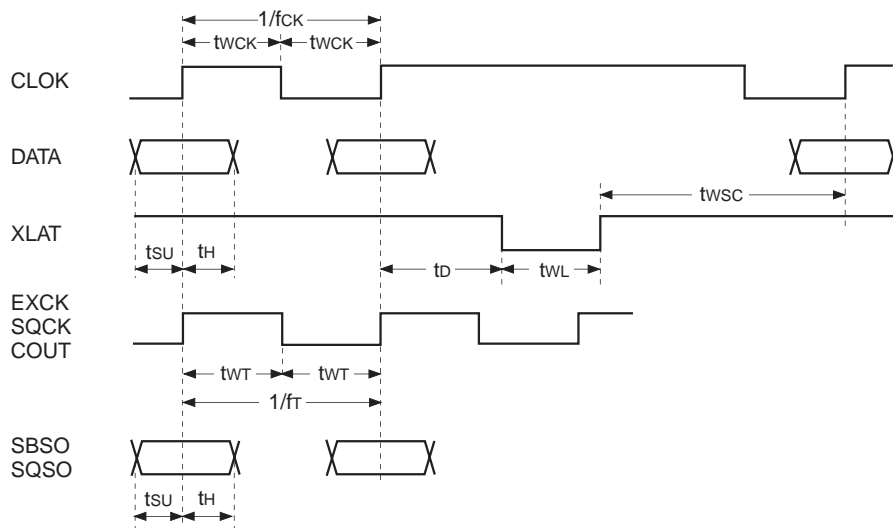 1/fCK
tWCK tWCK
CLOK
DATA
tWSC
XLAT
tSU tH
tD tWL
EXCK
SQCK
COUT
tWT tWT
1/fT
SBSO
SQSO
tSU tH